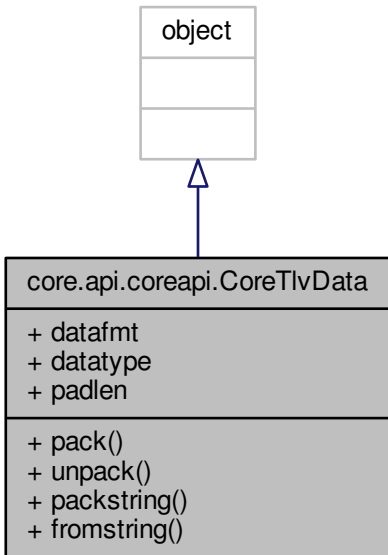 object
core.api.coreapi.CoreTlvData
+ datafmt
+ datatype
+ padlen
+ pack()
+ unpack()
+ packstring()
+ fromstring()